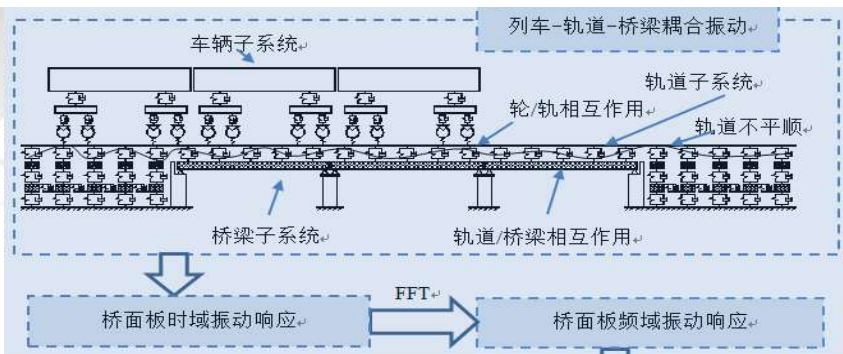 列车-轨道-桥梁耦合振动
车辆子系统
轨道子系统
轮/轨相互作用
轨道不平顺
桥梁子系统
轨道/桥梁相互作用
FFT
桥面板时域振动响应
桥面板频域振动响应